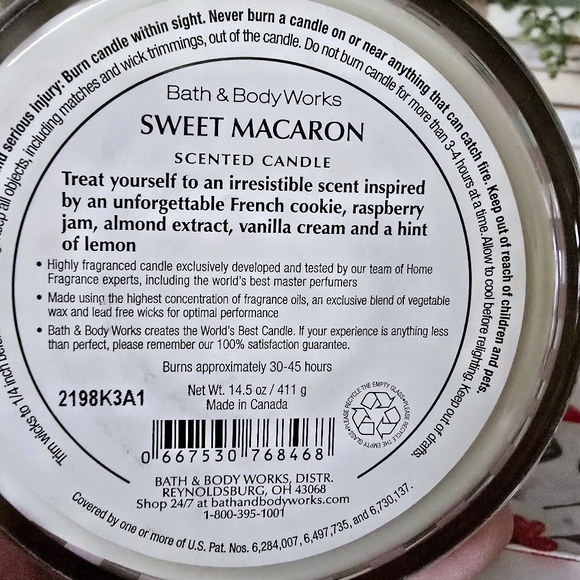 and serious injury: Burn candle within sight. Never burn a candle on or near anything that can catch fire. Keep out of reach of children and pets.
Keep all objects, including matches and wick trimmings, out of the candle. Do not burn candle for more than 3-4 hours at a time. Allow to cool before relighting. Keep out of drafts.
Trim wicks to 1/4 inch
Bath & Body Works
SWEET MACARON
SCENTED CANDLE
Treat yourself to an irresistible scent inspired
by an unforgettable French cookie, raspberry
jam, almond extract, vanilla cream and a hint
of lemon
• Highly fragranced candle exclusively developed and tested by our team of Home
Fragrance experts, including the world's best master perfumers
• Made using the highest concentration of fragrance oils, an exclusive blend of vegetable
wax and lead free wicks for optimal performance
• Bath & Body Works creates the World's Best Candle. If your experience is anything less
than perfect, please remember our 100% satisfaction guarantee.
Burns approximately 30-45 hours
2198K3A1
Net Wt. 14.5 oz / 411 g
Made in Canada
PLEASE RECYCLE THE EMPTY GLASS • PLEASE RECYCLE THE EMPTY GLASS •
0 667530 768468
BATH & BODY WORKS, DISTR.
REYNOLDSBURG, OH 43068
Shop 24/7 at bathandbodyworks.com
1-800-395-1001
Covered by one or more of U.S. Pat. Nos. 6,284,007, 6,497,735, and 6,730,137.